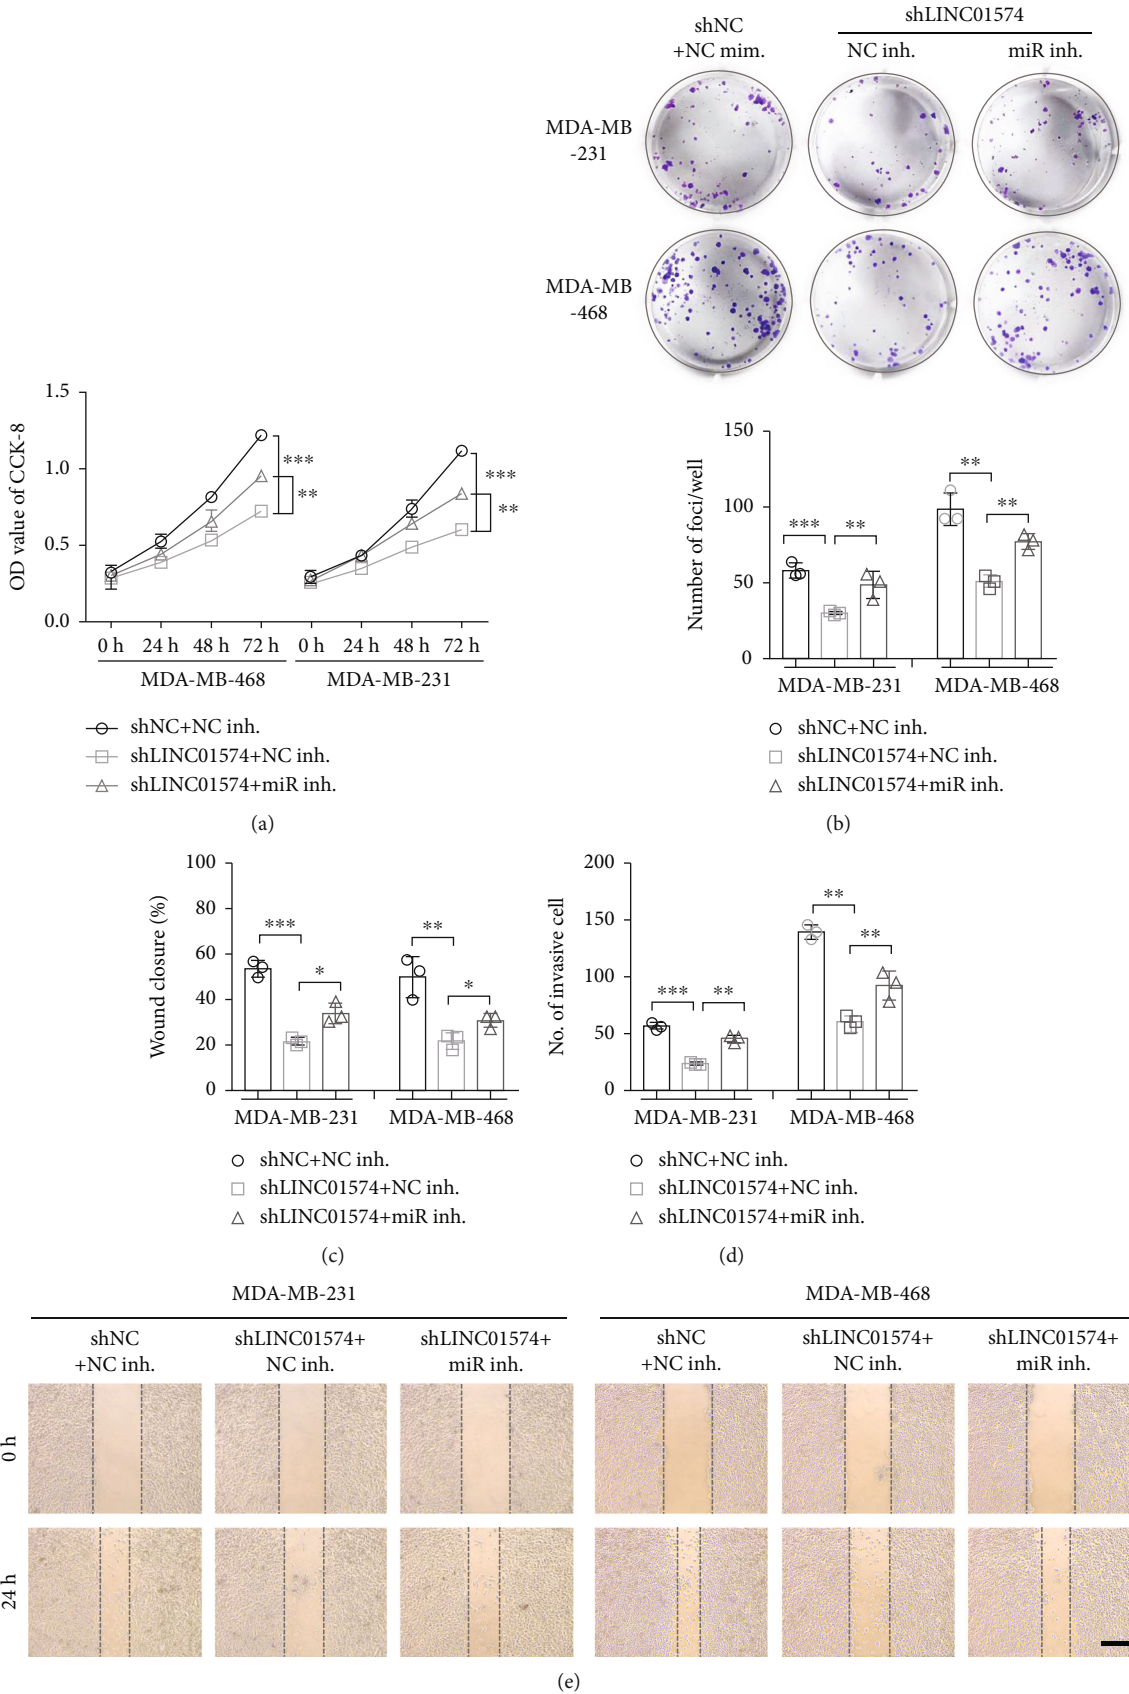 shLINC01574
shNC
+NC mim.
NC inh.
miR inh.
MDA-MB
-231
MDA-MB
-468
OD value of CCK-8
1.5
1.0
0.5
0.0
***
**
***
**
0 h 24 h 48 h 72 h 0 h 24 h 48 h 72 h
MDA-MB-468 MDA-MB-231
shNC+NC inh.
shLINC01574+NC inh.
shLINC01574+miR inh.
(a)
Number of foci/well
150
100
50
0
***
**
**
**
MDA-MB-231 MDA-MB-468
shNC+NC inh.
shLINC01574+NC inh.
shLINC01574+miR inh.
(b)
Wound closure (%)
100
80
60
40
20
0
***
*
**
*
MDA-MB-231 MDA-MB-468
shNC+NC inh.
shLINC01574+NC inh.
shLINC01574+miR inh.
(c)
No. of invasive cell
200
150
100
50
0
***
**
**
**
MDA-MB-231 MDA-MB-468
shNC+NC inh.
shLINC01574+NC inh.
shLINC01574+miR inh.
(d)
MDA-MB-231
MDA-MB-468
shNC
+NC inh.
shLINC01574+
NC inh.
shLINC01574+
miR inh.
shNC
+NC inh.
shLINC01574+
NC inh.
shLINC01574+
miR inh.
0 h
24 h
(e)